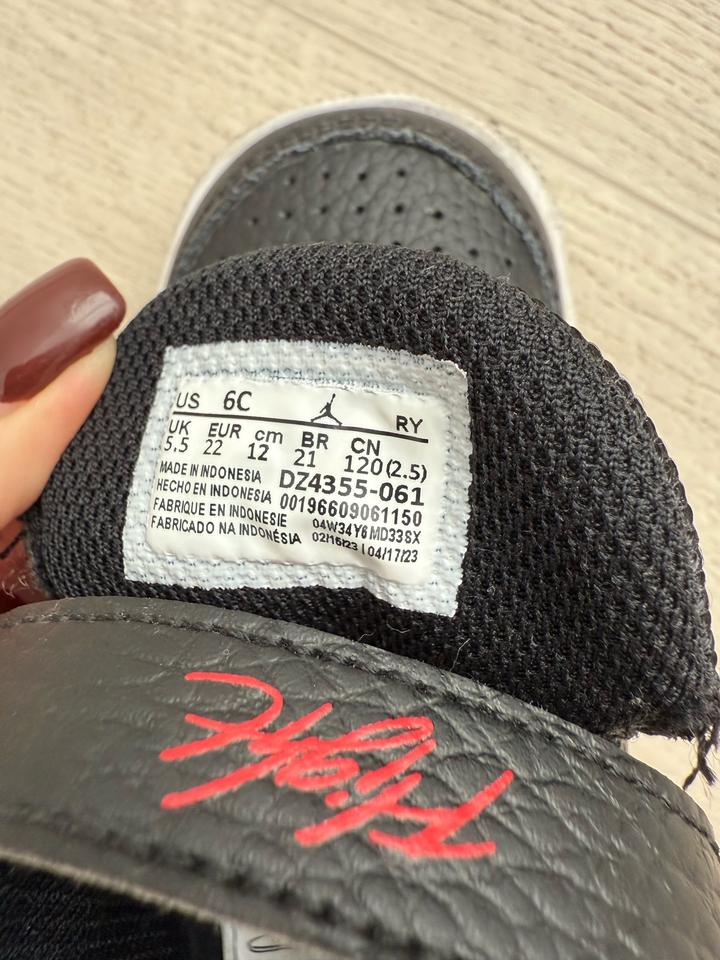 US 6C RY
UK EUR cm BR CN
5.5 22 12 21 120(2.5)
MADE IN INDONESIA DZ4355-061
HECHO EN INDONESIA 00196609061150
FABRIQUE EN INDONESIE 04W34Y6MD33SX
FABRICADO NA INDONÉSIA 02/16/23 | 04/17/23
Flight